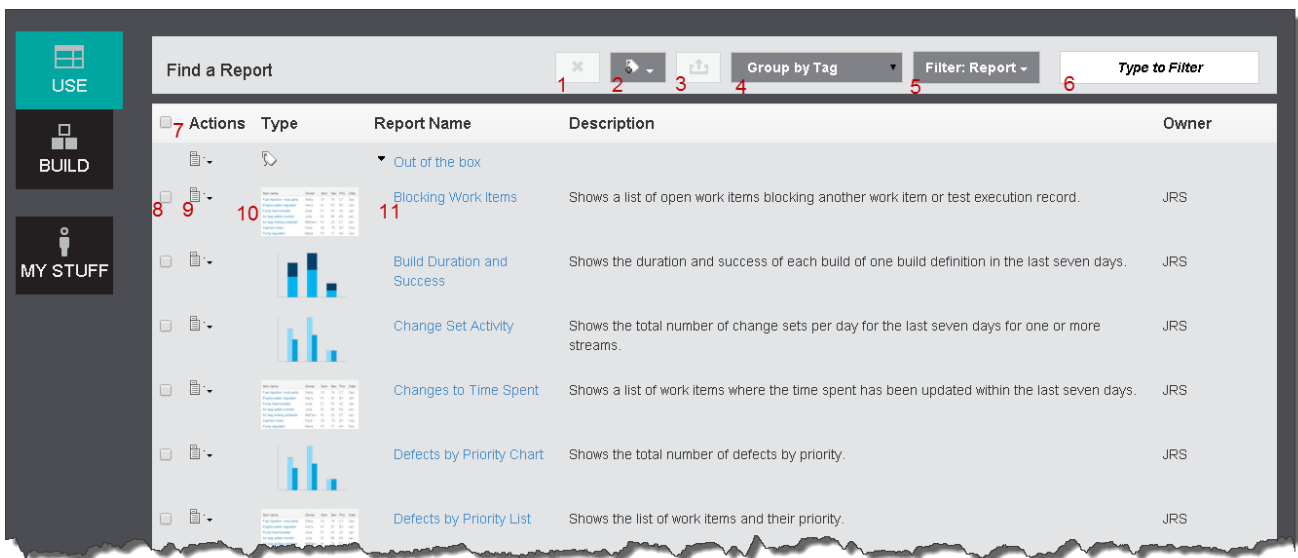 USE
BUILD
MY STUFF
Find a Report
Group by Tag
Filter: Report
Type to Filter
1 2 3 4 5 6
7 Actions Type Report Name Description Owner
Out of the box
8 9 10 11
Blocking Work Items Shows a list of open work items blocking another work item or test execution record. JRS
Build Duration and Shows the duration and success of each build of one build definition in the last seven days. JRS
Success
Change Set Activity Shows the total number of change sets per day for the last seven days for one or more JRS
streams.
Changes to Time Spent Shows a list of work items where the time spent has been updated within the last seven days. JRS
Defects by Priority Chart Shows the total number of defects by priority. JRS
Defects by Priority List Shows the list of work items and their priority. JRS